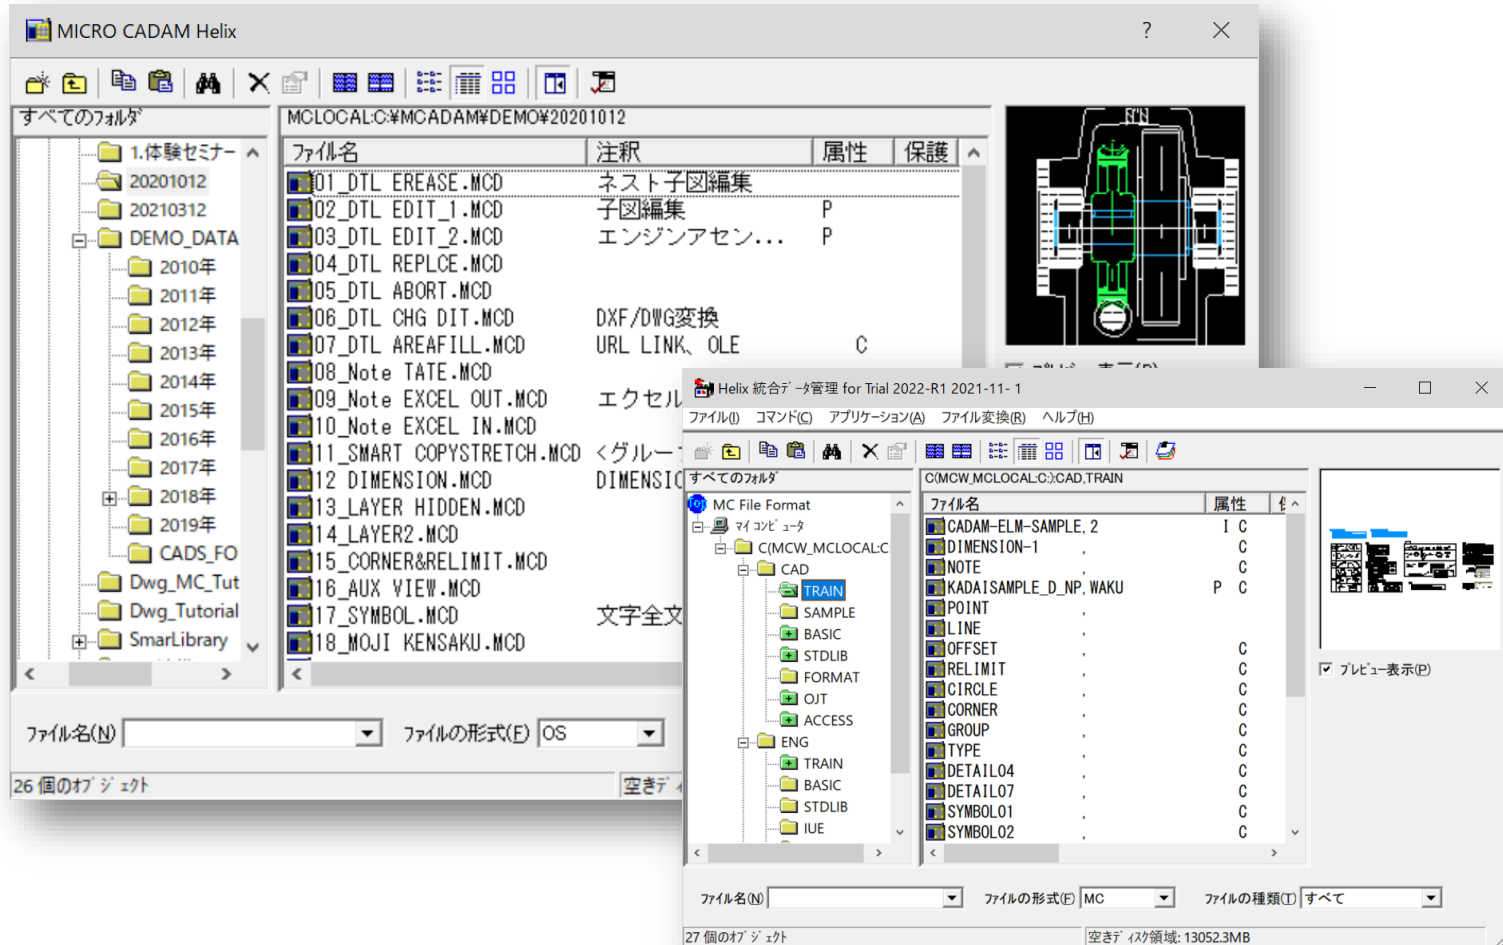 MICRO CADAM Helix
?
すべてのフォルダ
MCLOCAL:C:¥MCADAM¥DEMO¥20201012
1.体験セミナー
20201012
20210312
DEMO_DATA
2010年
2011年
2012年
2013年
2014年
2015年
2016年
2017年
2018年
2019年
CADS_FO
Dwg_MC_Tut
Dwg_Tutorial
SmarLibrary
ファイル名 注釈 属性 保護
01_DTL EREASE.MCD ネスト子図編集
02_DTL EDIT_1.MCD 子図編集 P
03_DTL EDIT_2.MCD エンジンアセン... P
04_DTL REPLCE.MCD
05_DTL ABORT.MCD
06_DTL CHG DIT.MCD DXF/DWG変換
07_DTL AREAFILL.MCD URL LINK、OLE C
08_Note TATE.MCD
09_Note EXCEL OUT.MCD エクセル
10_Note EXCEL IN.MCD
11_SMART COPYSTRETCH.MCD <グルー
12_DIMENSION.MCD DIMENSIO
13_LAYER HIDDEN.MCD
14_LAYER2.MCD
15_CORNER&RELIMIT.MCD
16_AUX VIEW.MCD
17_SYMBOL.MCD 文字全文
18_MOJI KENSAKU.MCD
ファイル名(N) ファイルの形式(F) OS
26 個のオブジェクト 空きディ
Helix 統合データ管理 for Trial 2022-R1 2021-11- 1
ファイル(I) コマンド(C) アプリケーション(A) ファイル変換(R) ヘルプ(H)
すべてのフォルダ
C(MCW,MCLOCAL:C:):CAD,TRAIN
Top MC File Format
マイ コンピュータ
C(MCW_MCLOCAL:C
CAD
TRAIN
SAMPLE
BASIC
STDLIB
FORMAT
OJT
ACCESS
ENG
TRAIN
BASIC
STDLIB
IUE
ファイル名 属性
CADAM-ELM-SAMPLE,2 I C
DIMENSION-1 , C
NOTE , C
KADAISAMPLE_D_NP,WAKU P C
POINT ,
LINE ,
OFFSET , C
RELIMIT , C
CIRCLE , C
CORNER , C
GROUP , C
TYPE , C
DETAIL04 , C
DETAIL07 , C
SYMBOL01 , C
SYMBOL02 , C
プレビュー表示(P)
ファイル名(N) ファイルの形式(F) MC ファイルの種類(T) すべて
27 個のオブジェクト 空きディスク領域: 13052.3MB